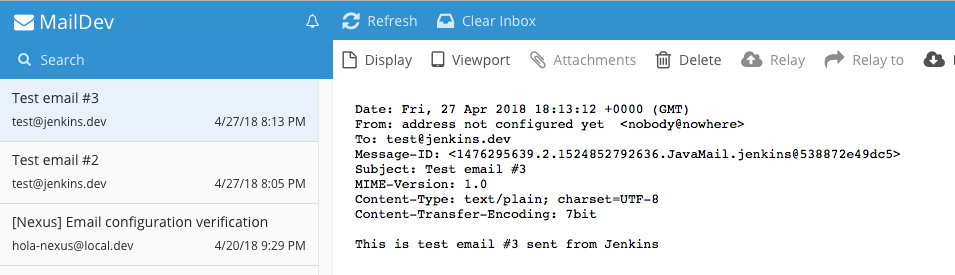 MailDev
Refresh Clear Inbox
Search
Display Viewport Attachments Delete Relay Relay to
Test email #3
test@jenkins.dev 4/27/18 8:13 PM
Test email #2
test@jenkins.dev 4/27/18 8:05 PM
[Nexus] Email configuration verification
hola-nexus@local.dev 4/20/18 9:29 PM
Date: Fri, 27 Apr 2018 18:13:12 +0000 (GMT)
From: address not configured yet <nobody@nowhere>
To: test@jenkins.dev
Message-ID: <1476295639.2.1524852792636.JavaMail.jenkins@538872e49dc5>
Subject: Test email #3
MIME-Version: 1.0
Content-Type: text/plain; charset=UTF-8
Content-Transfer-Encoding: 7bit
This is test email #3 sent from Jenkins